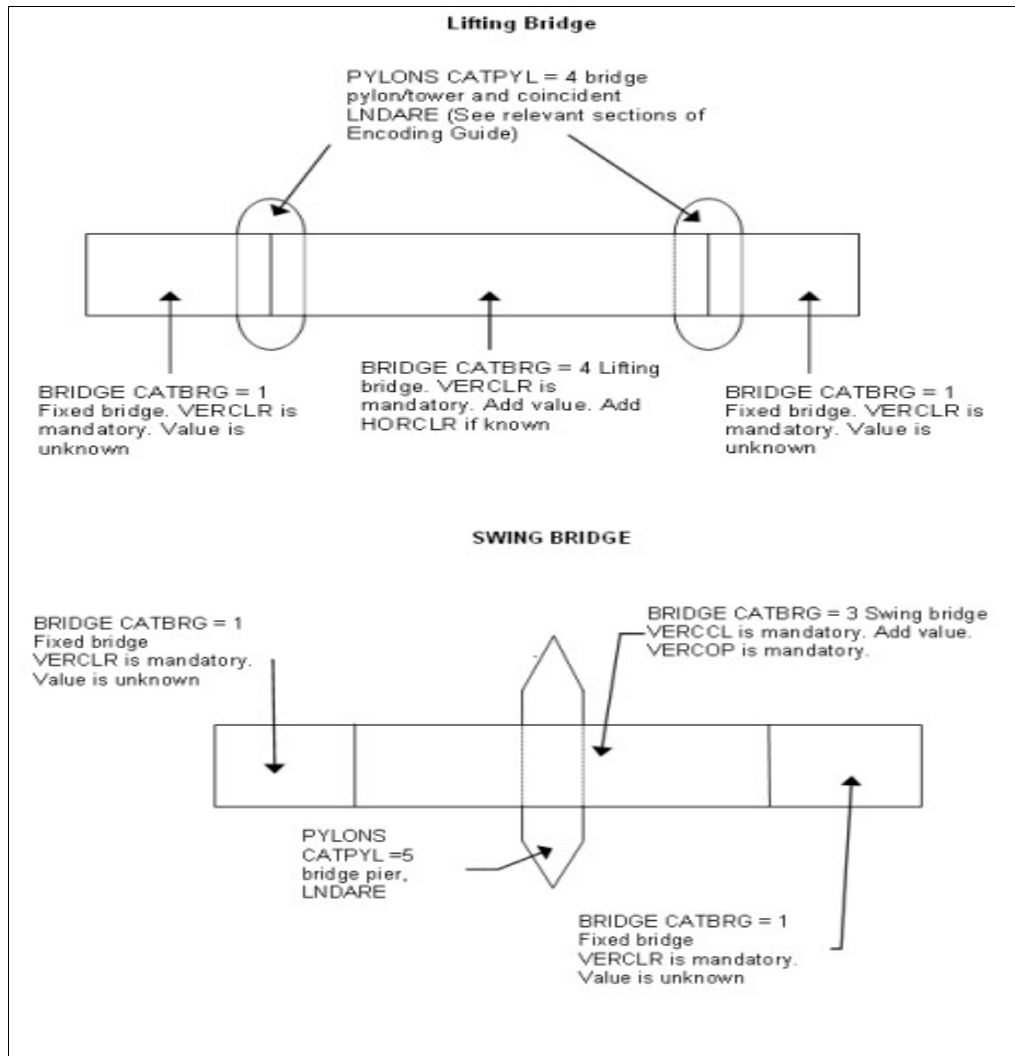 Lifting Bridge
PYLONS CATPYL = 4 bridge
pylon/tower and coincident
LNDARE (See relevant sections of
Encoding Guide)
BRIDGE CATBRG = 1
Fixed bridge. VERCLR is
mandatory. Value is
unknown
BRIDGE CATBRG = 4 Lifting
bridge. VERCLR is
mandatory. Add value. Add
HORCLR if known
BRIDGE CATBRG = 1
Fixed bridge. VERCLR is
mandatory. Value is
unknown
SWING BRIDGE
BRIDGE CATBRG = 1
Fixed bridge
VERCLR is mandatory.
Value is unknown
BRIDGE CATBRG = 3 Swing bridge
VERCCL is mandatory. Add value.
VERCOP is mandatory.
PYLONS
CATPYL =5
bridge pier,
LNDARE
BRIDGE CATBRG = 1
Fixed bridge
VERCLR is mandatory.
Value is unknown